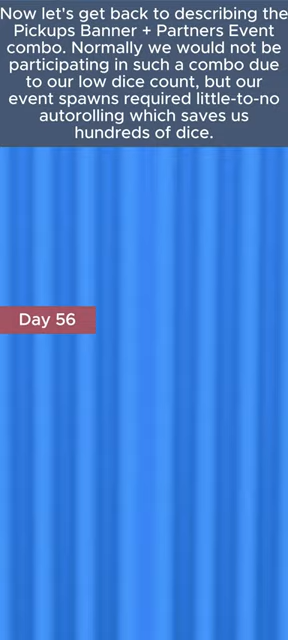 Now let's get back to describing the
Pickups Banner + Partners Event
combo. Normally we would not be
participating in such a combo due
to our low dice count, but our
event spawns required little-to-no
autorolling which saves us
hundreds of dice.
Day 56